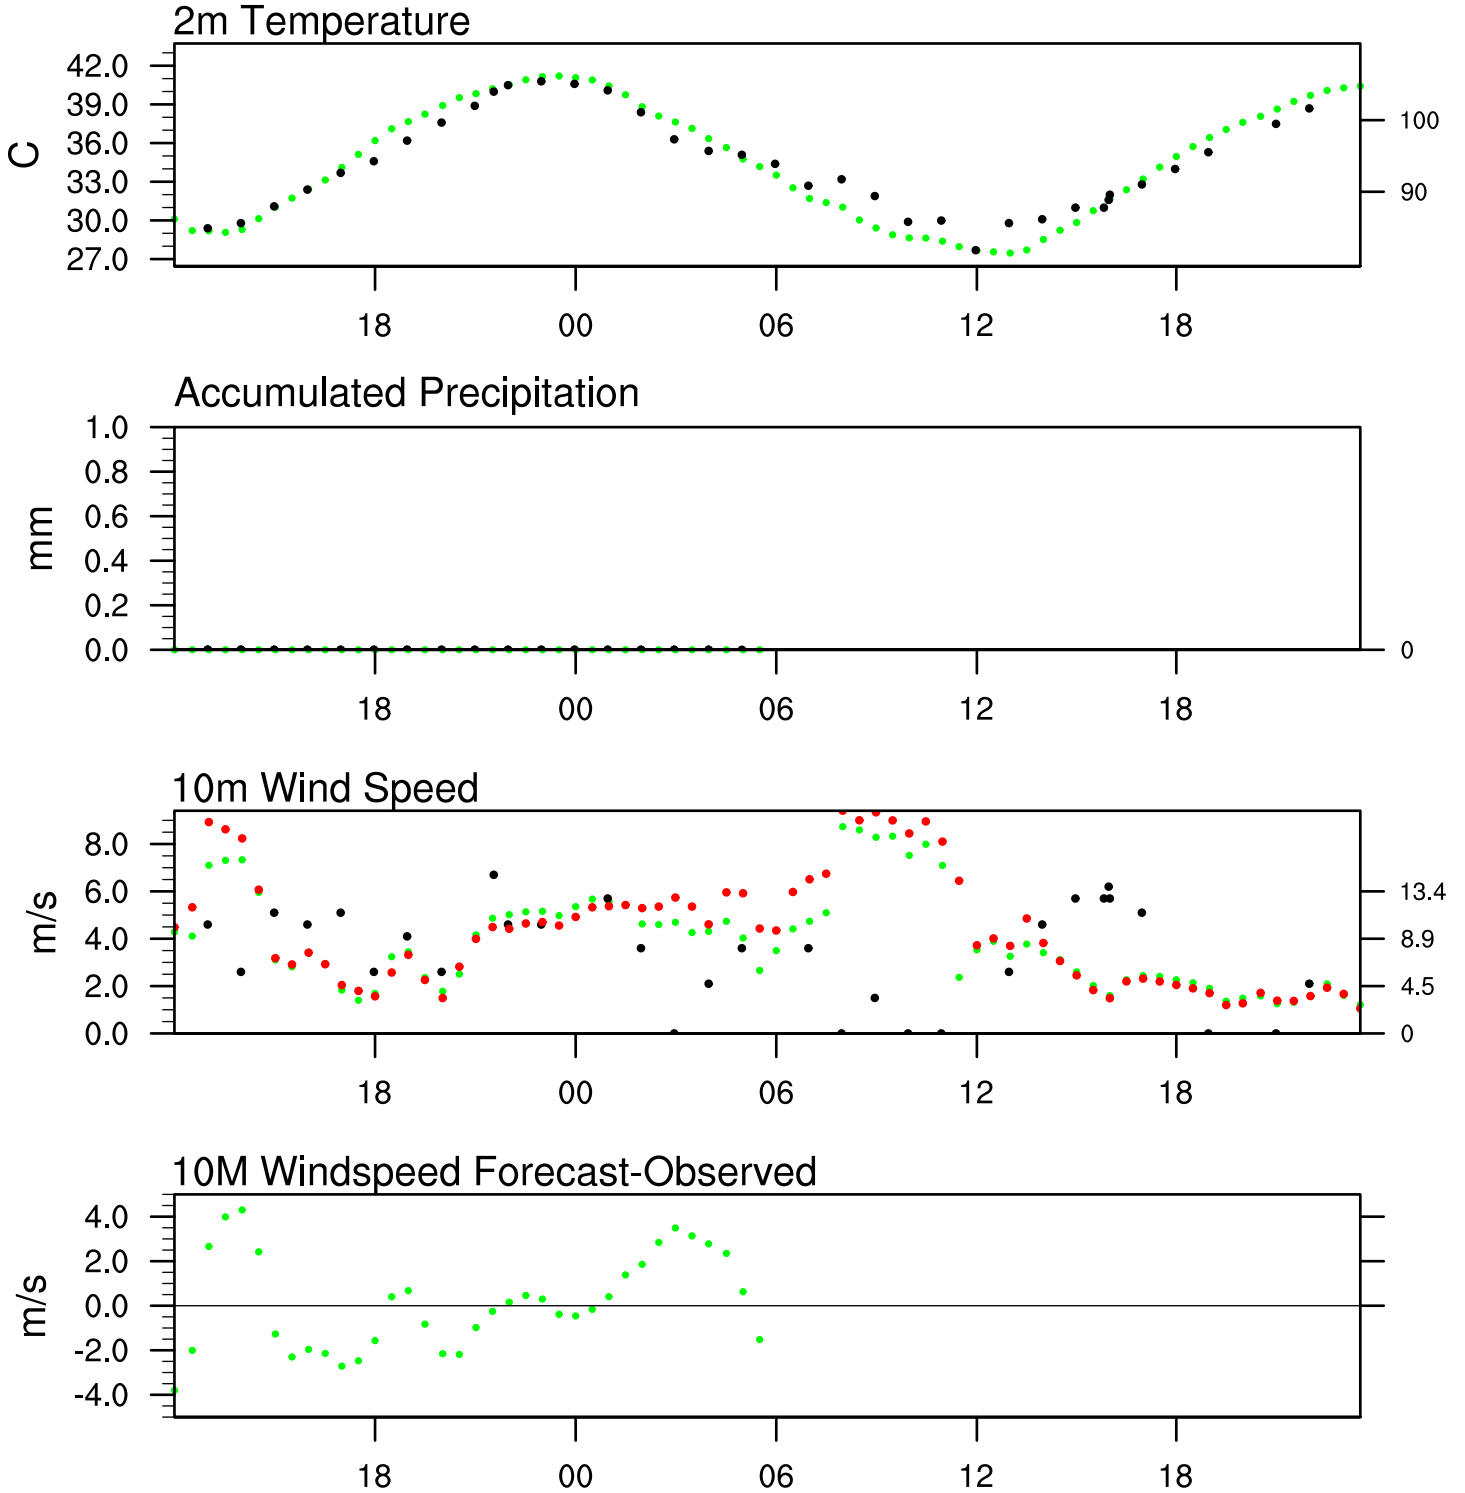 2m Temperature
42.0
39.0
36.0
33.0
30.0
27.0
C
100
90
18 00 06 12 18
Accumulated Precipitation
1.0
0.8
0.6
0.4
0.2
0.0
mm
0
18 00 06 12 18
10m Wind Speed
8.0
6.0
4.0
2.0
0.0
m/s
13.4
8.9
4.5
0
18 00 06 12 18
10M Windspeed Forecast-Observed
4.0
2.0
0.0
-2.0
-4.0
m/s
18 00 06 12 18